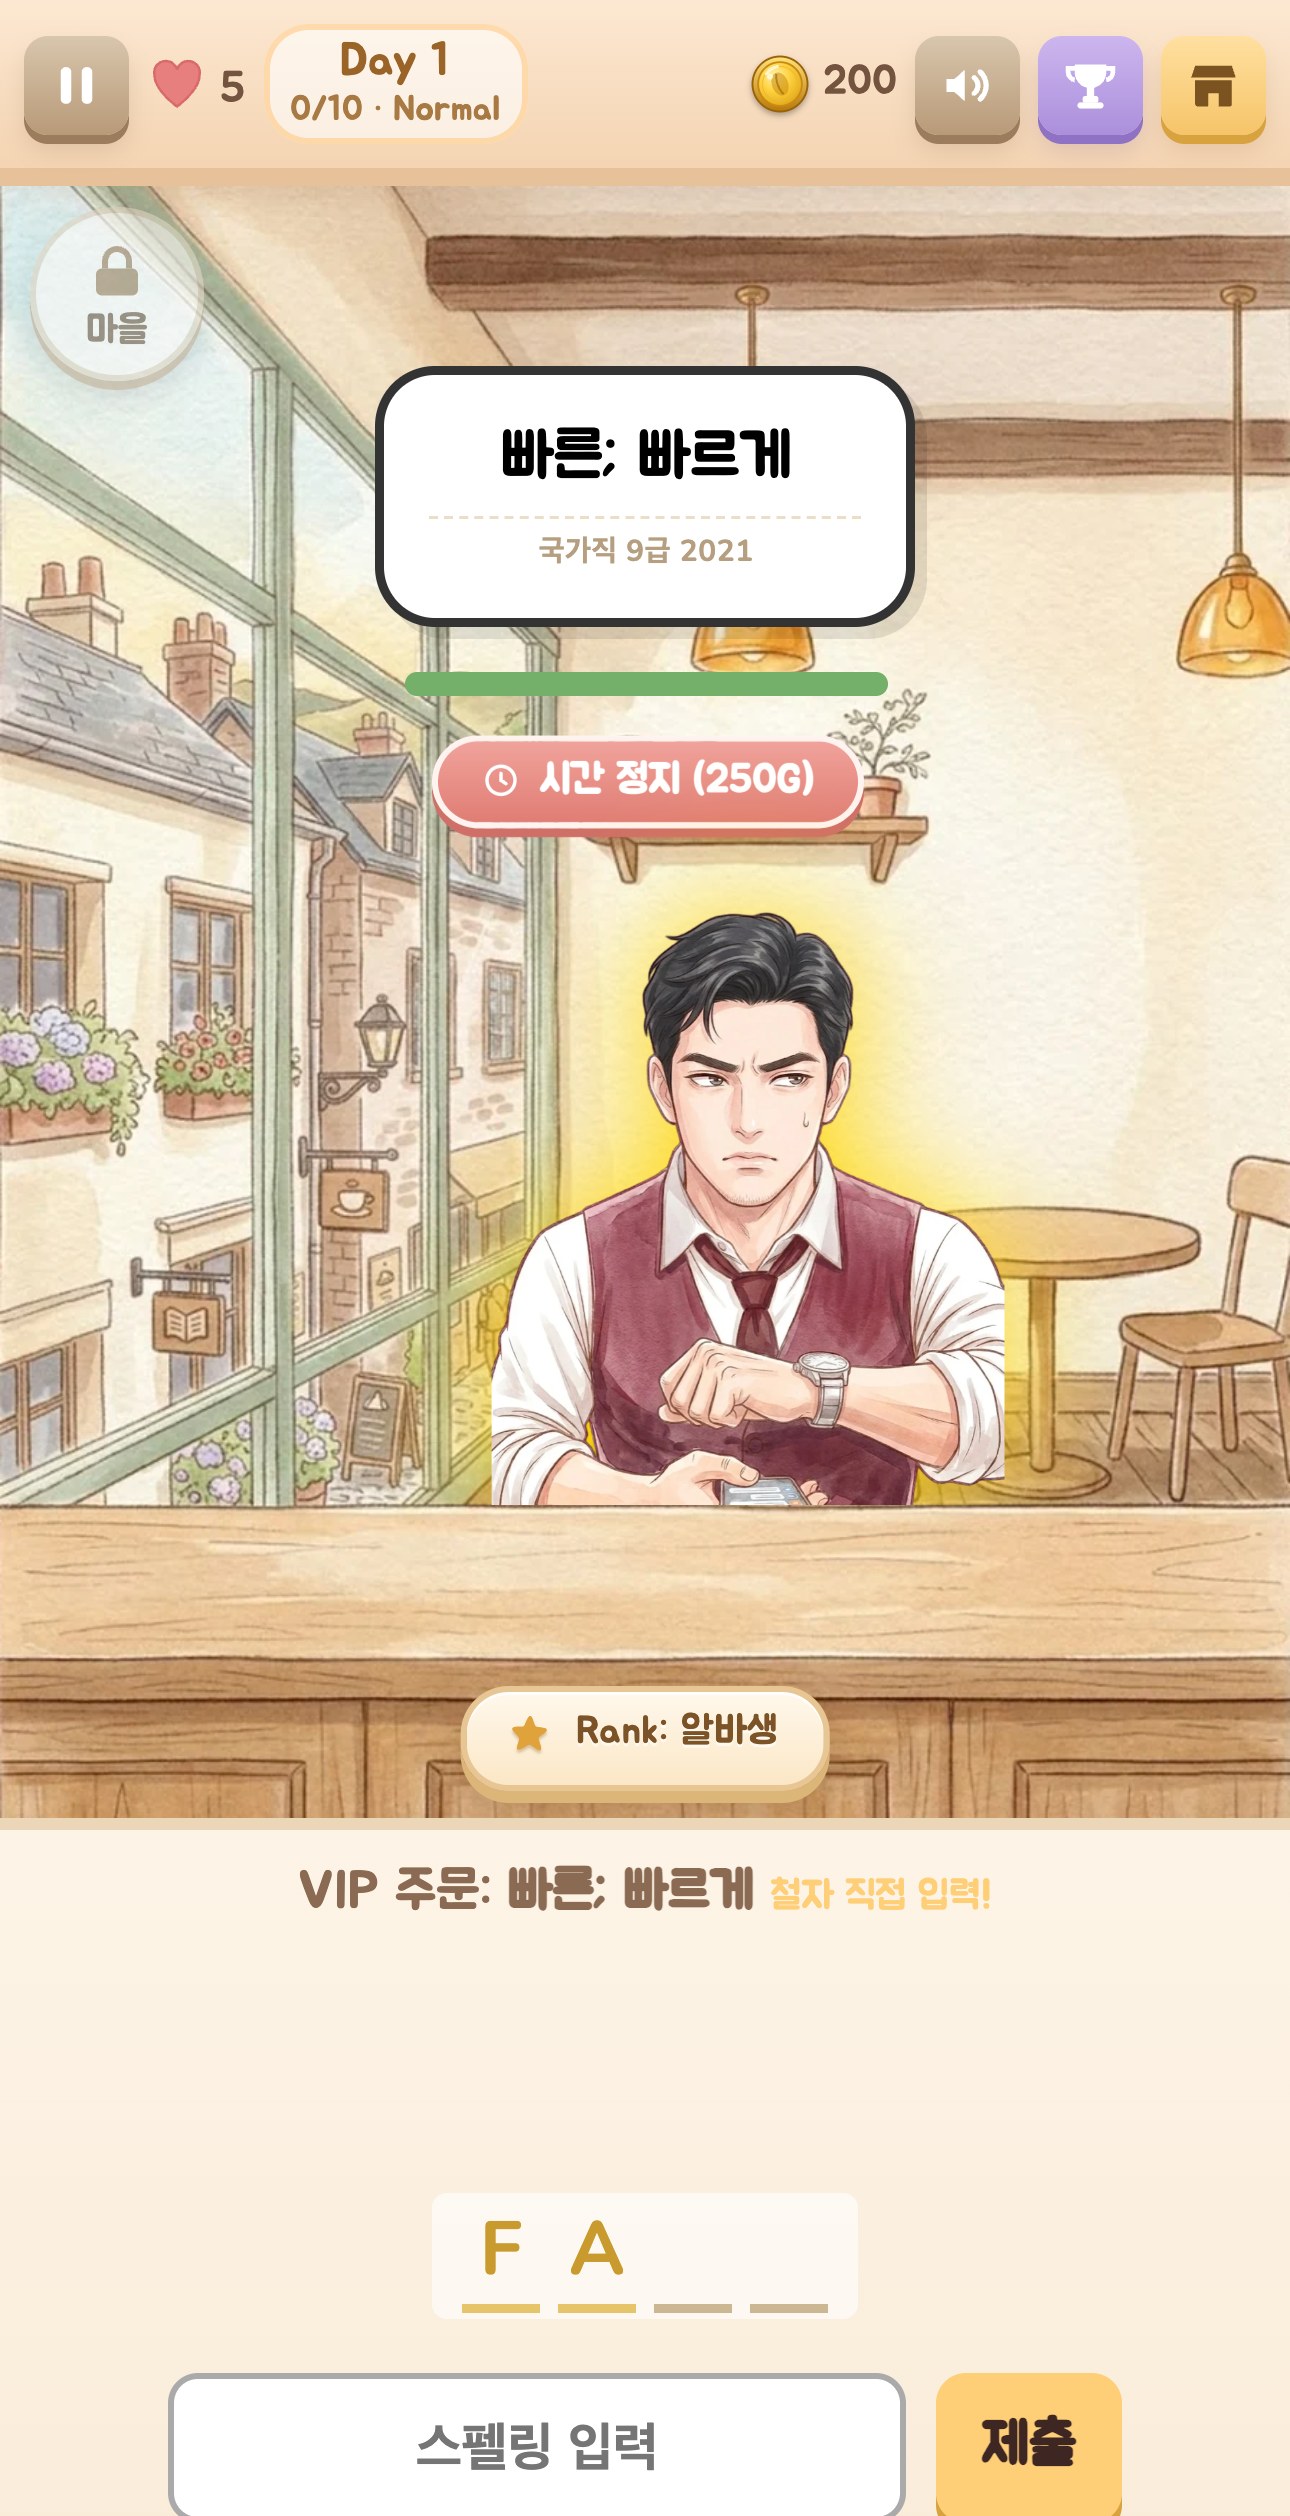 5
Day 1
0/10 · Normal
200
마을
빠른; 빠르게
국가직 9급 2021
시간 정지 (250G)
Rank: 알바생
VIP 주문: 빠른; 빠르게 철자 직접 입력!
F A
스펠링 입력
제출